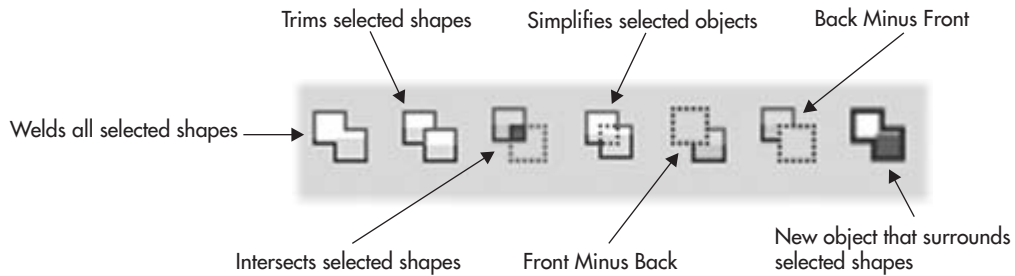 Trims selected shapes
Simplifies selected objects
Back Minus Front
Welds all selected shapes
Intersects selected shapes
Front Minus Back
New object that surrounds
selected shapes